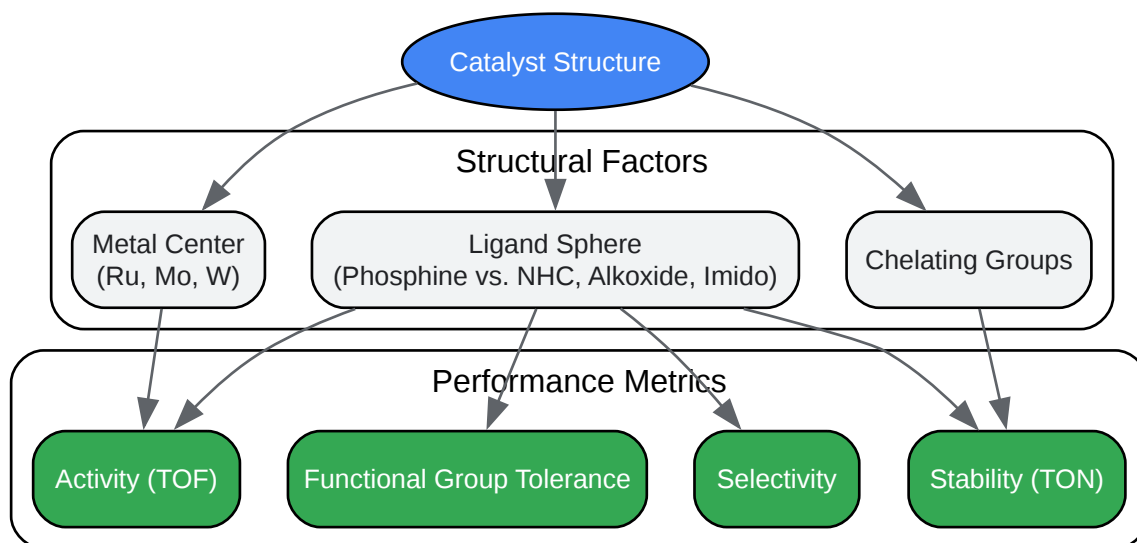 Catalyst Structure
Structural Factors
Metal Center
(Ru, Mo, W)
Ligand Sphere
(Phosphine vs. NHC, Alkoxide, Imido)
Chelating Groups
Performance Metrics
Activity (TOF)
Functional Group Tolerance
Selectivity
Stability (TON)